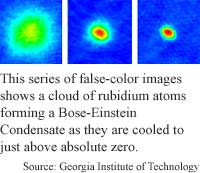 This series of false-color images
shows a cloud of rubidium atoms
forming a Bose-Einstein
Condensate as they are cooled to
just above absolute zero.
Source: Georgia Institute of Technology